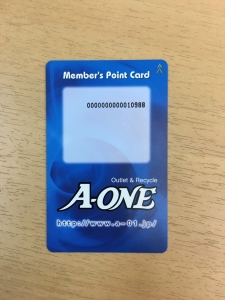 Member's Point Card
0000000000010988
Outlet & Recycle
A-ONE
http://www.a-01.jp/